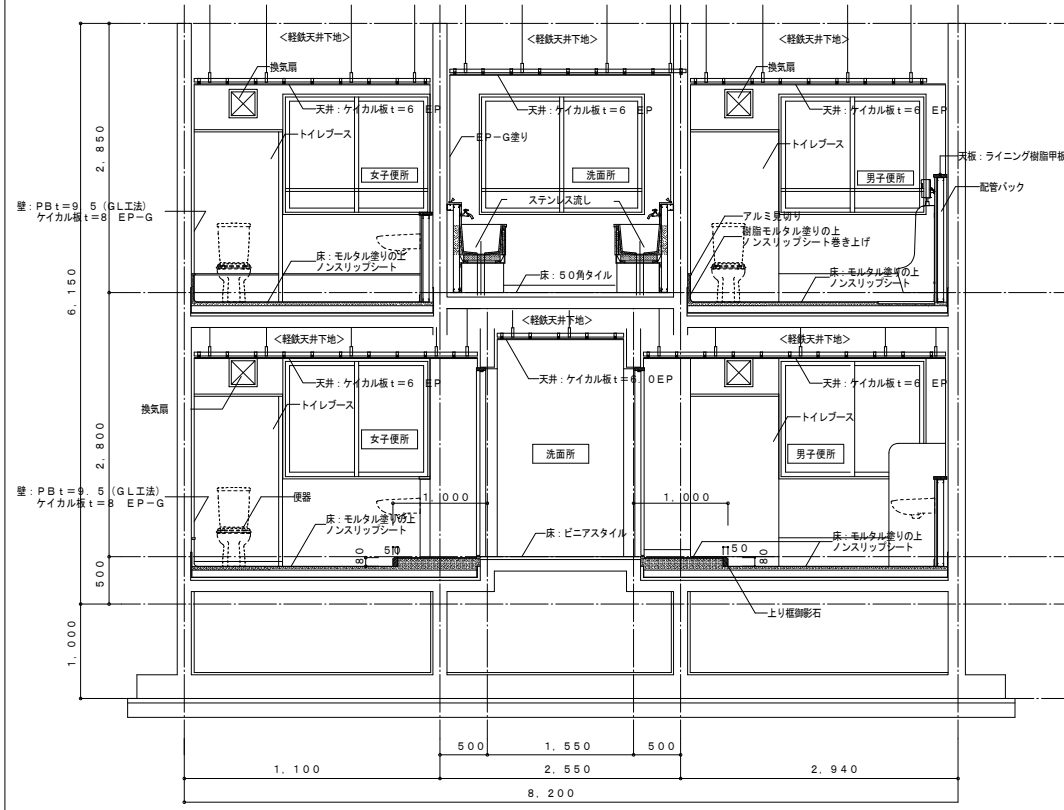 <軽鉄天井下地>
<軽鉄天井下地>
<軽鉄天井下地>
換気扇
換気扇
天井:ケイカル板t=6 EP
天井:ケイカル板t=6 EP
天井:ケイカル板t=6 EP
トイレブース
EP-G塗り
トイレブース
天板:ライニング樹脂甲板
女子便所
洗面所
男子便所
配管パック
2,850
壁:PBt=9.5(GL工法)
ケイカル板t=8 EP-G
ステンレス流し
アルミ見切り
樹脂モルタル塗りの上
ノンスリップシート巻き上げ
床:モルタル塗りの上
ノンスリップシート
床:50角タイル
床:モルタル塗りの上
ノンスリップシート
6,150
<軽鉄天井下地>
<軽鉄天井下地>
<軽鉄天井下地>
天井:ケイカル板t=6 EP
天井:ケイカル板t=6.0EP
天井:ケイカル板t=6 EP
換気扇
トイレブース
トイレブース
女子便所
洗面所
男子便所
2,800
壁:PBt=9.5(GL工法)
ケイカル板t=8 EP-G
便器
1,000
1,000
床:モルタル塗りの上
ノンスリップシート
床:ビニアスタイル
床:モルタル塗りの上
ノンスリップシート
80
50
50
80
500
上り框御影石
1,000
500
1,550
500
1,100
2,550
2,940
8,200